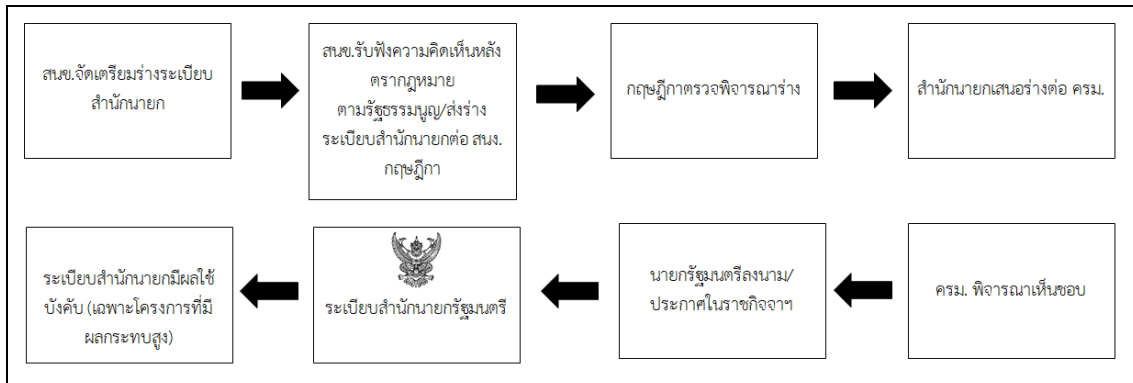 สนข.จัดเตรียมร่างระเบียบ
สำนักนายก
สนข.รับฟังความคิดเห็นหลัง
ตรากฎหมาย
ตามรัฐธรรมนูญ/ส่งร่าง
ระเบียบสำนักนายกต่อ สนง.
กฤษฎีกา
กฤษฎีกาตรวจพิจารณาร่าง
สำนักนายกเสนอร่างต่อ ครม.
ครม. พิจารณาเห็นชอบ
นายกรัฐมนตรีลงนาม/
ประกาศในราชกิจจาฯ
ระเบียบสำนักนายกรัฐมนตรี
ระเบียบสำนักนายกมีผลใช้
บังคับ (เฉพาะโครงการที่มี
ผลกระทบสูง)